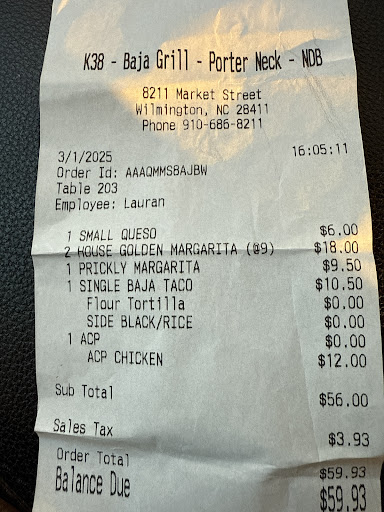 K38 - Baja Grill - Porter Neck - NDB
8211 Market Street
Wilmington, NC 28411
Phone 910-686-8211
3/1/2025 16:05:11
Order Id: AAAQMMSBAJBW
Table 203
Employee: Lauran
1 SMALL QUESO $6.00
2 HOUSE GOLDEN MARGARITA (@9) $18.00
1 PRICKLY MARGARITA $9.50
1 SINGLE BAJA TACO $10.50
Flour Tortilla $0.00
SIDE BLACK/RICE $0.00
1 ACP $0.00
ACP CHICKEN $12.00
Sub Total $56.00
Sales Tax $3.93
Order Total $59.93
Balance Due $59.93